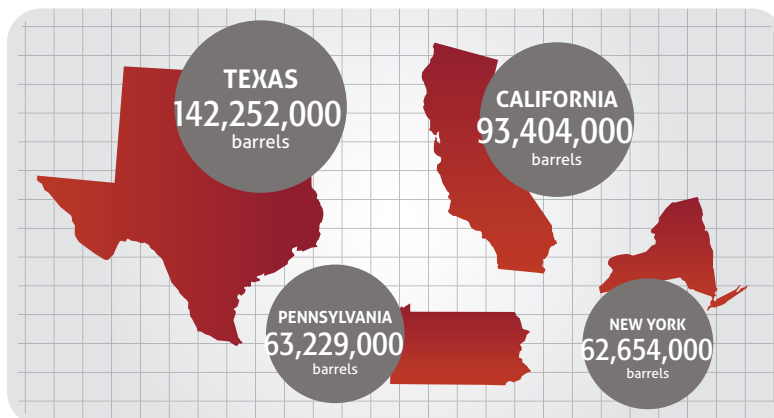 TEXAS
142,252,000
barrels
CALIFORNIA
93,404,000
barrels
PENNSYLVANIA
63,229,000
barrels
NEW YORK
62,654,000
barrels